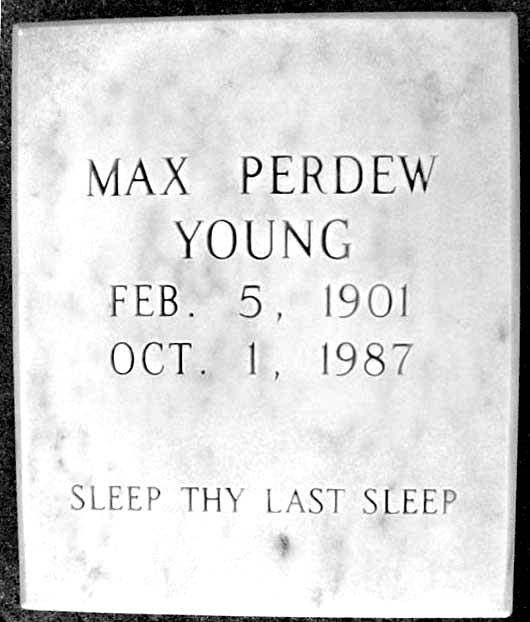 MAX PERDEW
YOUNG
FEB. 5, 1901
OCT. 1, 1987
SLEEP THY LAST SLEEP